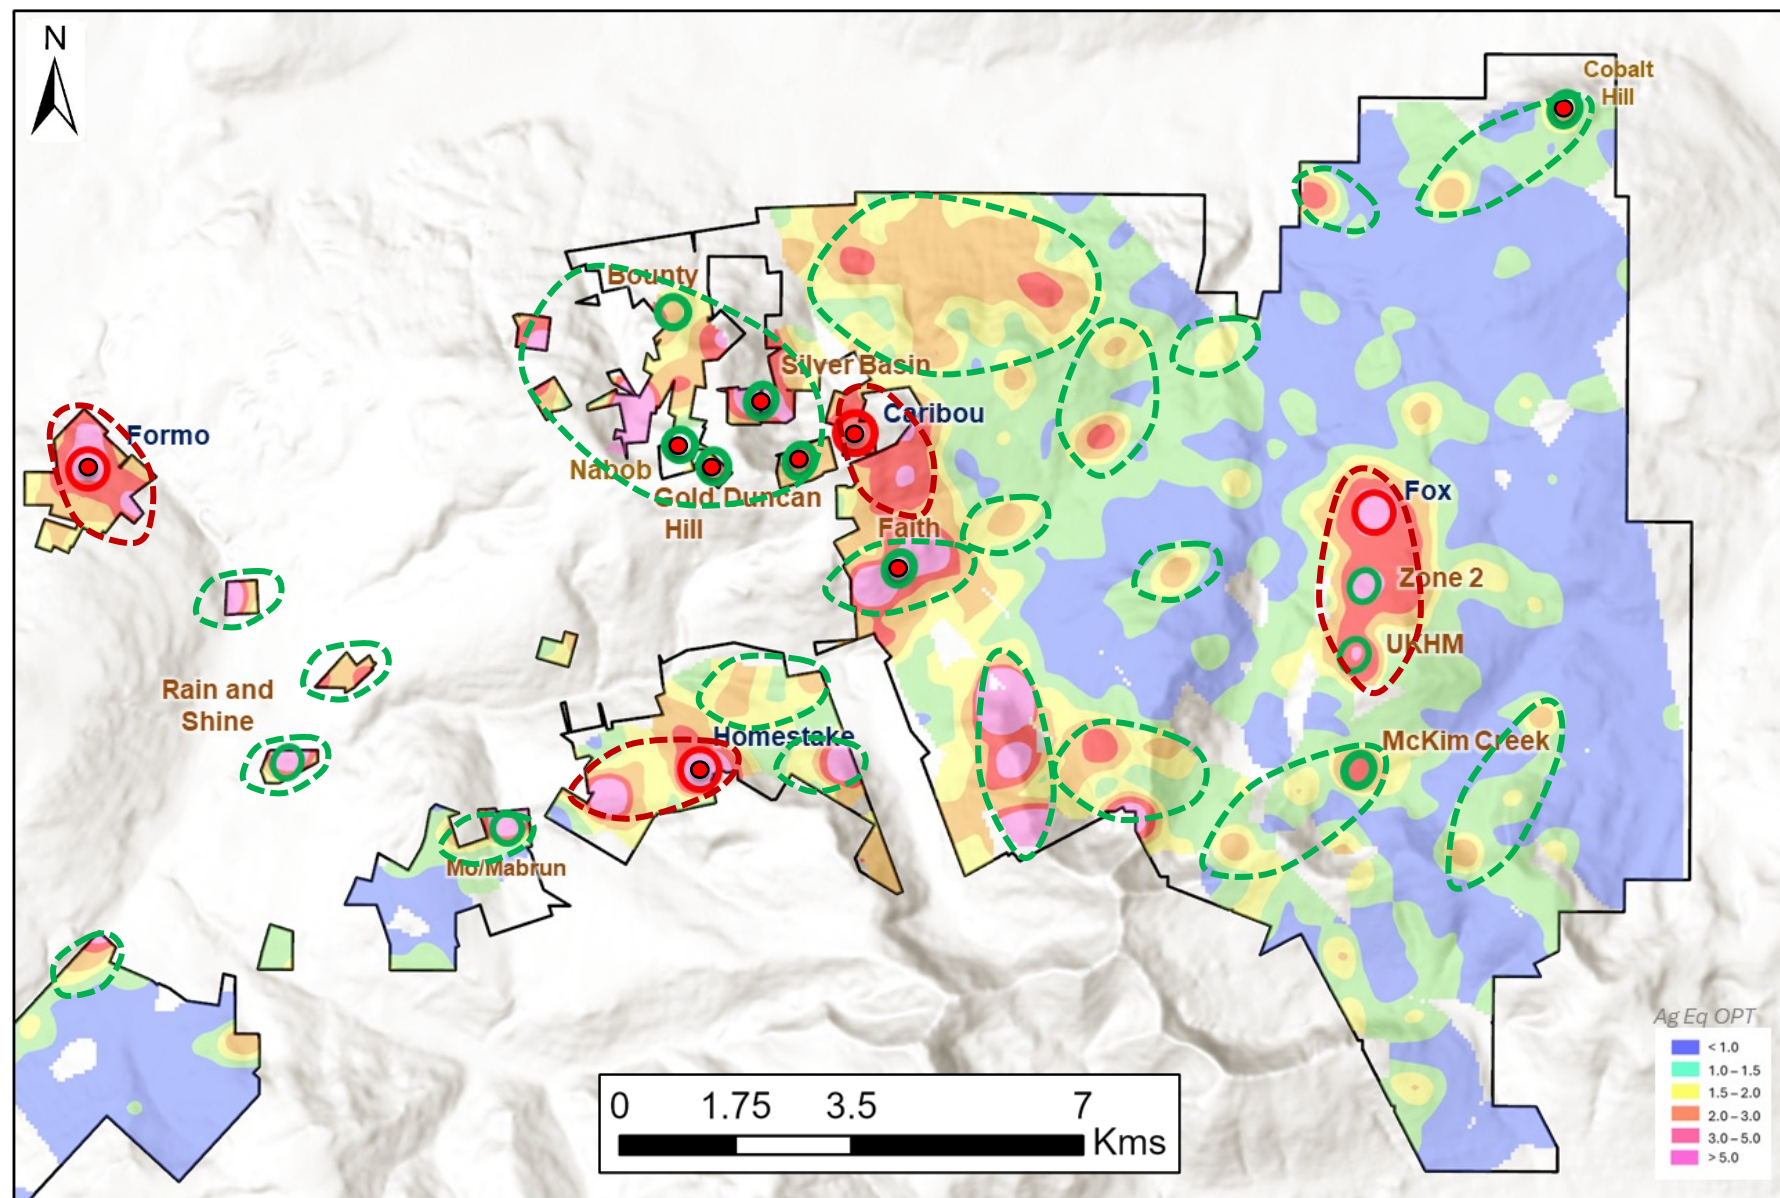 N
Cobalt
Hill
Bounty
Silver Basin
Caribou
Formo
Nabob
Gold Duncan
Hill
Faith
Fox
Zone 2
UKHM
Rain and
Shine
Homestake
McKim Creek
Mo/Mabrun
Ag Eq OPT
< 1.0
1.0 – 1.5
1.5 – 2.0
2.0 – 3.0
3.0 – 5.0
> 5.0
0 1.75 3.5 7
Kms